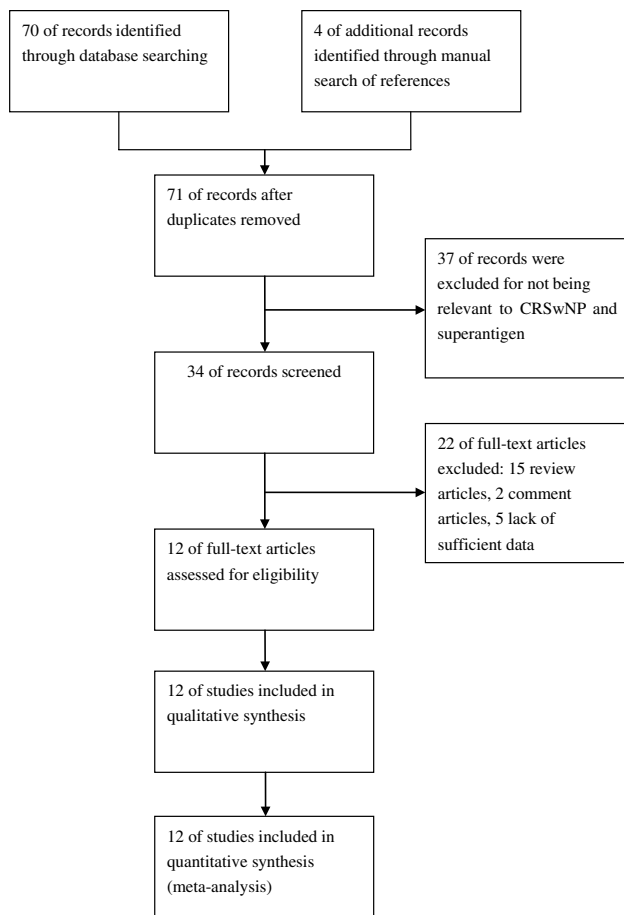 70 of records identified
through database searching
4 of additional records
identified through manual
search of references
71 of records after
duplicates removed
37 of records were
excluded for not being
relevant to CRSwNP and
superantigen
34 of records screened
22 of full-text articles
excluded: 15 review
articles, 2 comment
articles, 5 lack of
sufficient data
12 of full-text articles
assessed for eligibility
12 of studies included in
qualitative synthesis
12 of studies included in
quantitative synthesis
(meta-analysis)